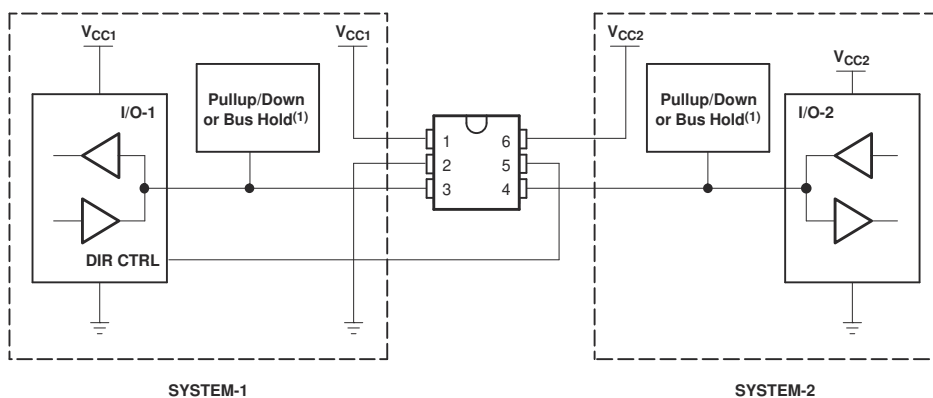 VCC1
VCC1
VCC2
VCC2
I/O-1
Pullup/Down
or Bus Hold(1)
Pullup/Down
or Bus Hold(1)
I/O-2
1
6
2
5
3
4
DIR CTRL
SYSTEM-1
SYSTEM-2